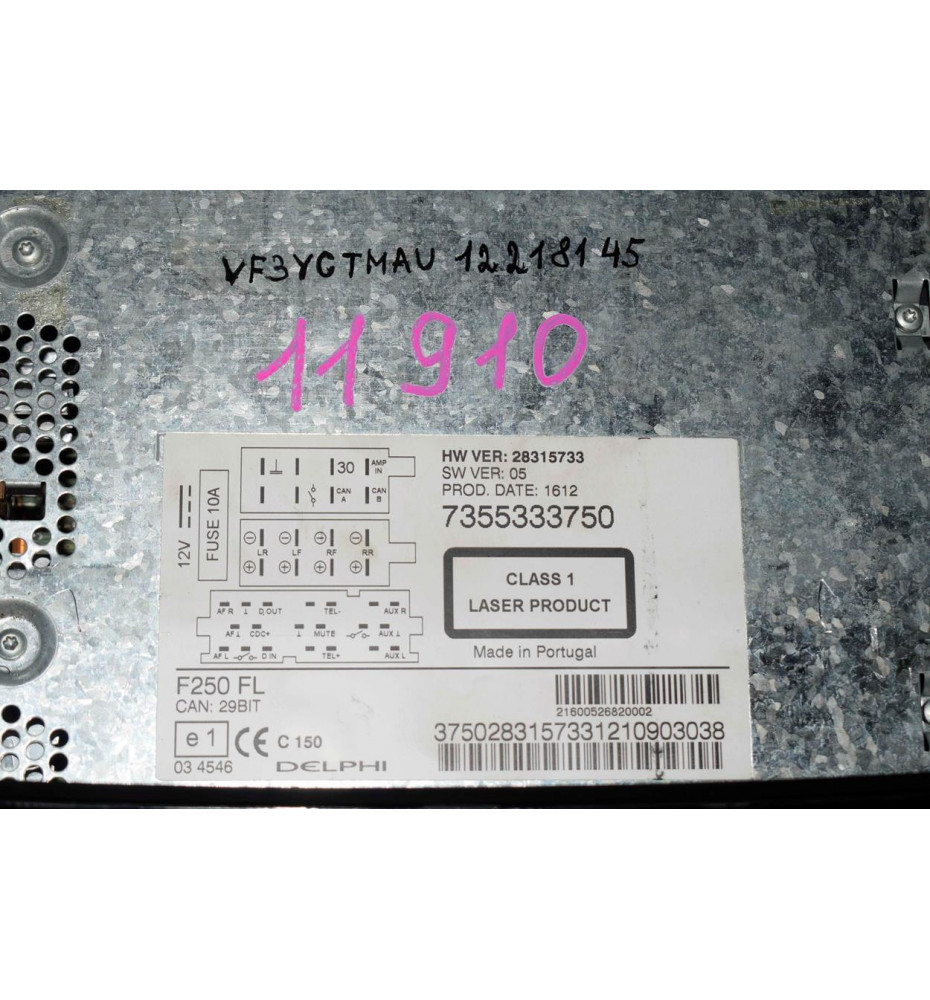 VF3YGTMAU 12218145
11910
12V
FUSE 10A
30 AMP IN
CAN A CAN B
LR LF RF RR
AF R Ω OUT TEL- AUX R
AF CDC+ MUTE AUX
AF L D IN TEL+ AUX L
HW VER: 28315733
SW VER: 05
PROD. DATE: 1612
7355333750
CLASS 1
LASER PRODUCT
Made in Portugal
F250 FL
CAN: 29BIT
21600526820002
e1 CE C 150
03 4546 DELPHI
3750283157331210903038